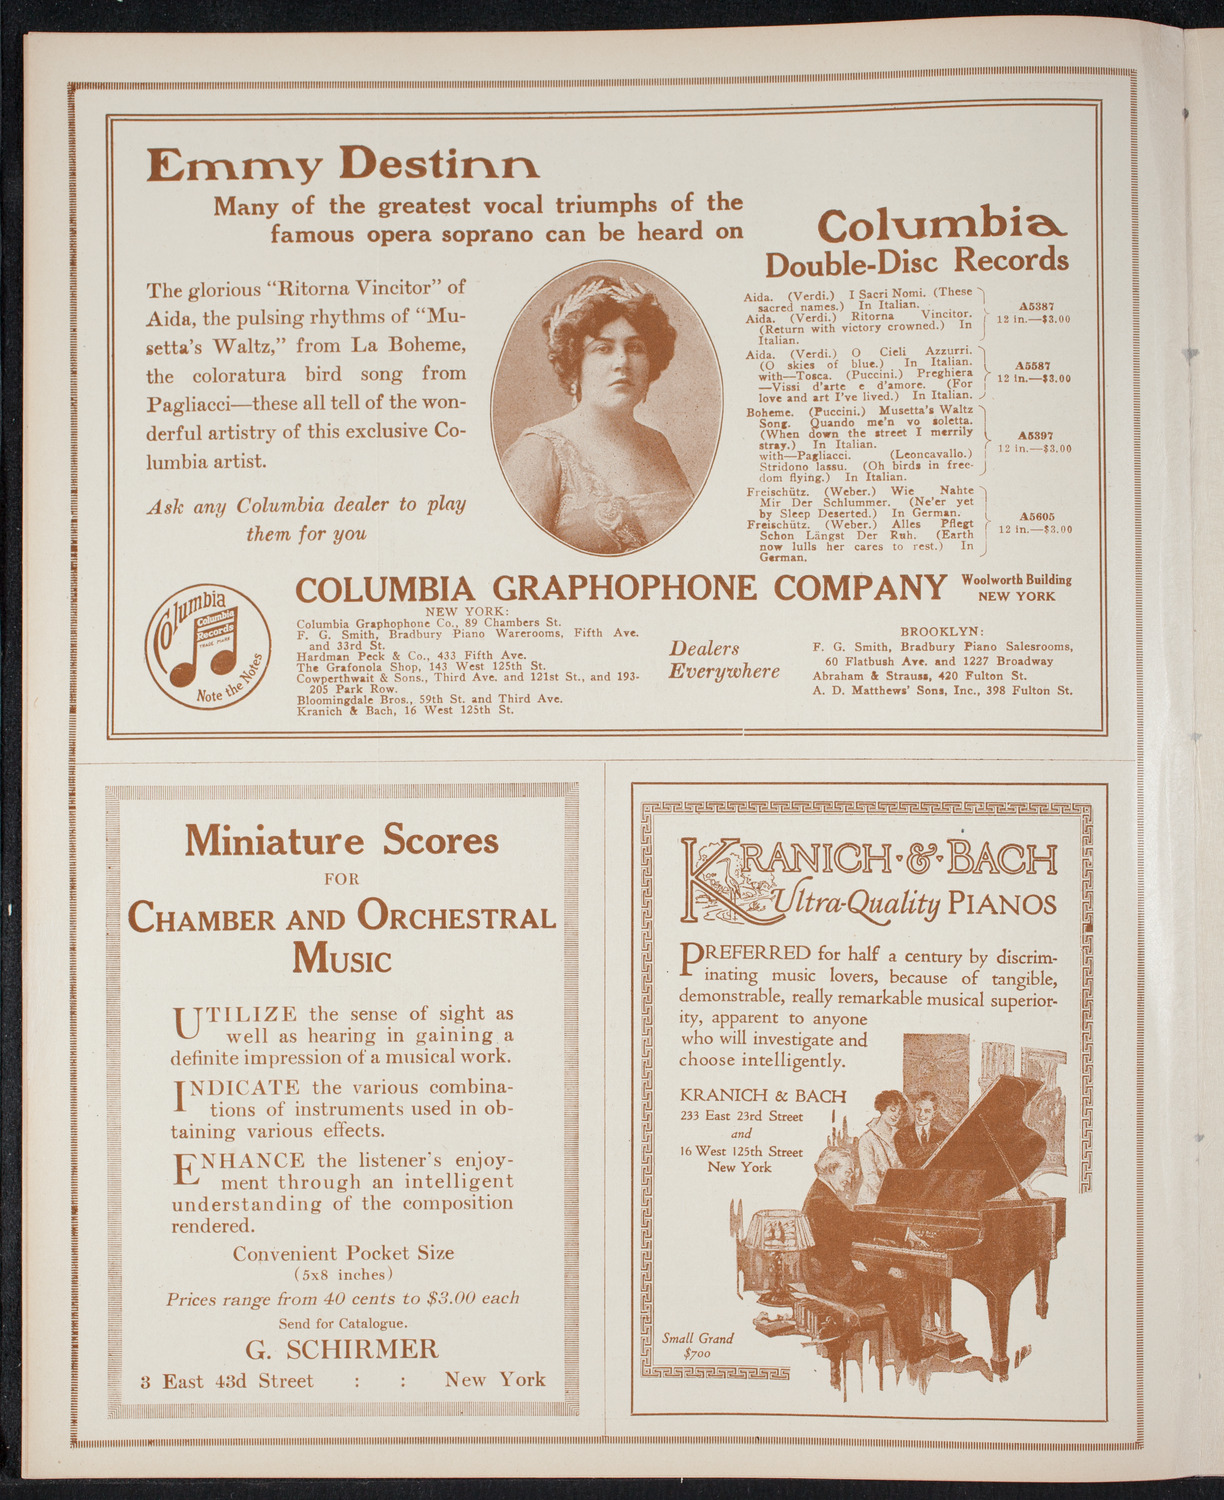 Emmy Destinn
Many of the greatest vocal triumphs of the
famous opera soprano can be heard on
Columbia
Double-Disc Records
The glorious “Ritorna Vincitor” of
Aida, the pulsing rhythms of “Mu-
setta’s Waltz,” from La Boheme,
the coloratura bird song from
Pagliacci—these all tell of the won-
derful artistry of this exclusive Co-
lumbia artist.
Ask any Columbia dealer to play
them for you
Aida. (Verdi.) I Sacri Nomi. (These
sacred names.) In Italian.
Aida. (Verdi.) Ritorna Vincitor.
(Return with victory crowned.) In
Italian.
A5387
12 in.—$3.00
Aida. (Verdi.) O Cieli Azzurri.
(O skies of blue.) In Italian.
with—Tosca. (Puccini.) Preghiera
—Vissi d’arte e d’amore. (For
love and art I’ve lived.) In Italian.
A5587
12 in.—$3.00
Boheme. (Puccini.) Musetta’s Waltz
Song. Quando me’n vo soletta.
(When down the street I merrily
stray.) In Italian.
with—Pagliacci. (Leoncavallo.)
Stridono lassu. (Oh birds in free-
dom flying.) In Italian.
A5397
12 in.—$3.00
Freischütz. (Weber.) Wie Nahte
Mir Der Schlummer. (Ne’er yet
by Sleep Deserted.) In German.
Freischütz. (Weber.) Alles Pflegt
Schon Längst Der Ruh. (Earth
now lulls her cares to rest.) In
German.
A5605
12 in.—$3.00
Columbia
Columbia
Records
TRADE MARK
Note the Notes
COLUMBIA GRAPHOPHONE COMPANY
Woolworth Building
NEW YORK
NEW YORK:
Columbia Graphophone Co., 89 Chambers St.
F. G. Smith, Bradbury Piano Warerooms, Fifth Ave.
and 33rd St.
Hardman Peck & Co., 433 Fifth Ave.
The Grafonola Shop, 143 West 125th St.
Cowperthwait & Sons., Third Ave. and 121st St., and 193-
205 Park Row.
Bloomingdale Bros., 59th St. and Third Ave.
Kranich & Bach, 16 West 125th St.
Dealers
Everywhere
BROOKLYN:
F. G. Smith, Bradbury Piano Salesrooms,
60 Flatbush Ave. and 1227 Broadway
Abraham & Strauss, 420 Fulton St.
A. D. Matthews’ Sons, Inc., 398 Fulton St.
Miniature Scores
FOR
CHAMBER AND ORCHESTRAL
MUSIC
UTILIZE the sense of sight as
well as hearing in gaining a
definite impression of a musical work.
INDICATE the various combina-
tions of instruments used in ob-
taining various effects.
ENHANCE the listener’s enjoy-
ment through an intelligent
understanding of the composition
rendered.
Convenient Pocket Size
(5x8 inches)
Prices range from 40 cents to $3.00 each
Send for Catalogue.
G. SCHIRMER
3 East 43d Street : : New York
KRANICH·&·BACH
Ultra-Quality PIANOS
PREFERRED for half a century by discrim-
inating music lovers, because of tangible,
demonstrable, really remarkable musical superior-
ity, apparent to anyone
who will investigate and
choose intelligently.
KRANICH & BACH
233 East 23rd Street
and
16 West 125th Street
New York
Small Grand
$700